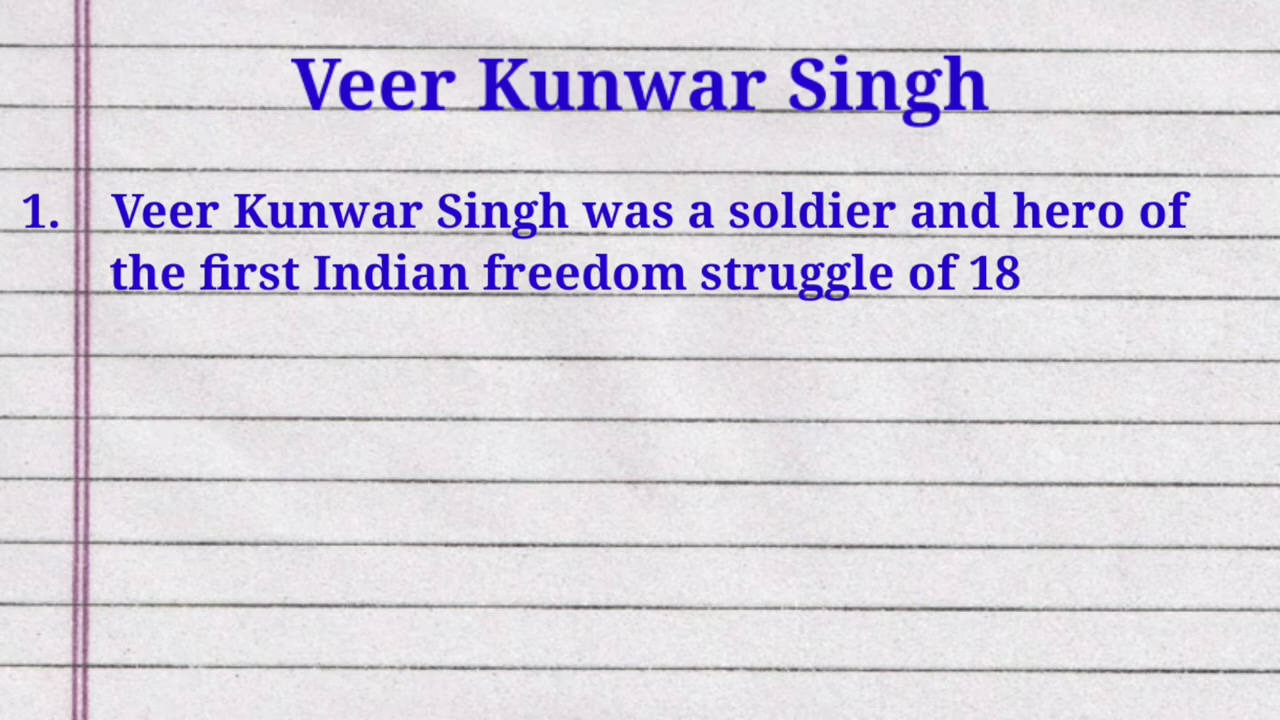 Veer Kunwar Singh
1. Veer Kunwar Singh was a soldier and hero of
the first Indian freedom struggle of 18